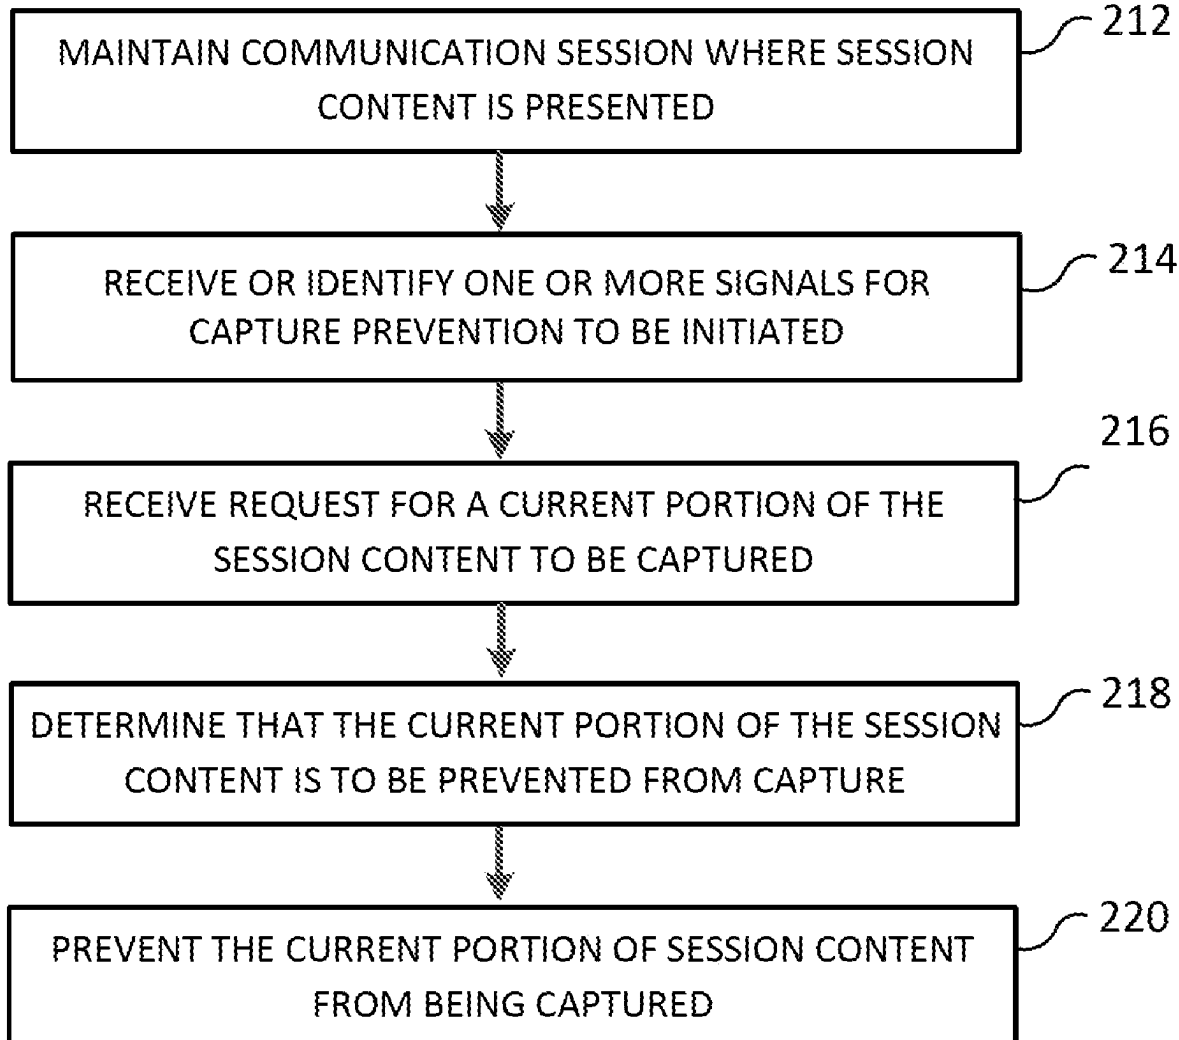 212
MAINTAIN COMMUNICATION SESSION WHERE SESSION
CONTENT IS PRESENTED
214
RECEIVE OR IDENTIFY ONE OR MORE SIGNALS FOR
CAPTURE PREVENTION TO BE INITIATED
216
RECEIVE REQUEST FOR A CURRENT PORTION OF THE
SESSION CONTENT TO BE CAPTURED
218
DETERMINE THAT THE CURRENT PORTION OF THE SESSION
CONTENT IS TO BE PREVENTED FROM CAPTURE
220
PREVENT THE CURRENT PORTION OF SESSION CONTENT
FROM BEING CAPTURED